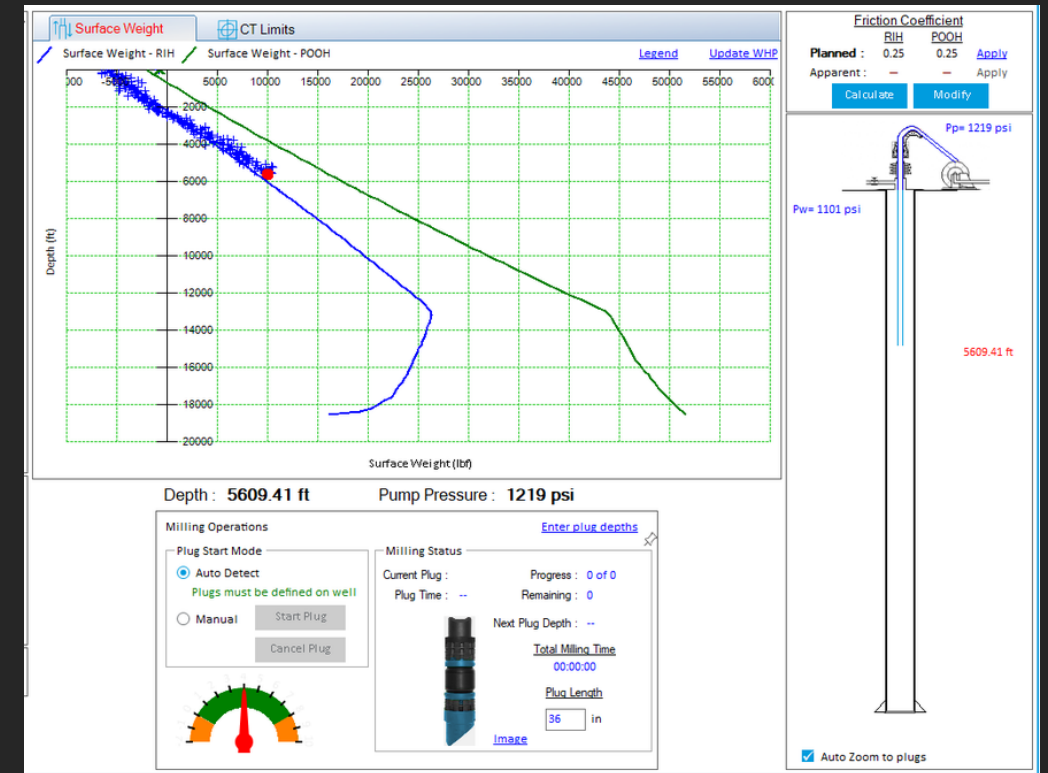 Surface Weight
CT Limits
Surface Weight - RIH
Surface Weight - POOH
Legend
Update WHP
000 -5000 5000 10000 15000 20000 25000 30000 35000 40000 45000 50000 55000 6000
2000
4000
6000
8000
10000
12000
14000
16000
18000
20000
Depth (ft)
Surface Weight (lbf)
Friction Coefficient
RIH POOH
Planned : 0.25 0.25 Apply
Apparent : – – Apply
Calculate Modify
Pp= 1219 psi
Pw= 1101 psi
5609.41 ft
Auto Zoom to plugs
Depth : 5609.41 ft Pump Pressure : 1219 psi
Milling Operations
Enter plug depths
Plug Start Mode
Auto Detect
Plugs must be defined on well
Manual
Start Plug
Cancel Plug
Milling Status
Current Plug :
Progress : 0 of 0
Plug Time : --
Remaining : 0
Next Plug Depth : --
Total Milling Time
00:00:00
Plug Length
36 in
Image